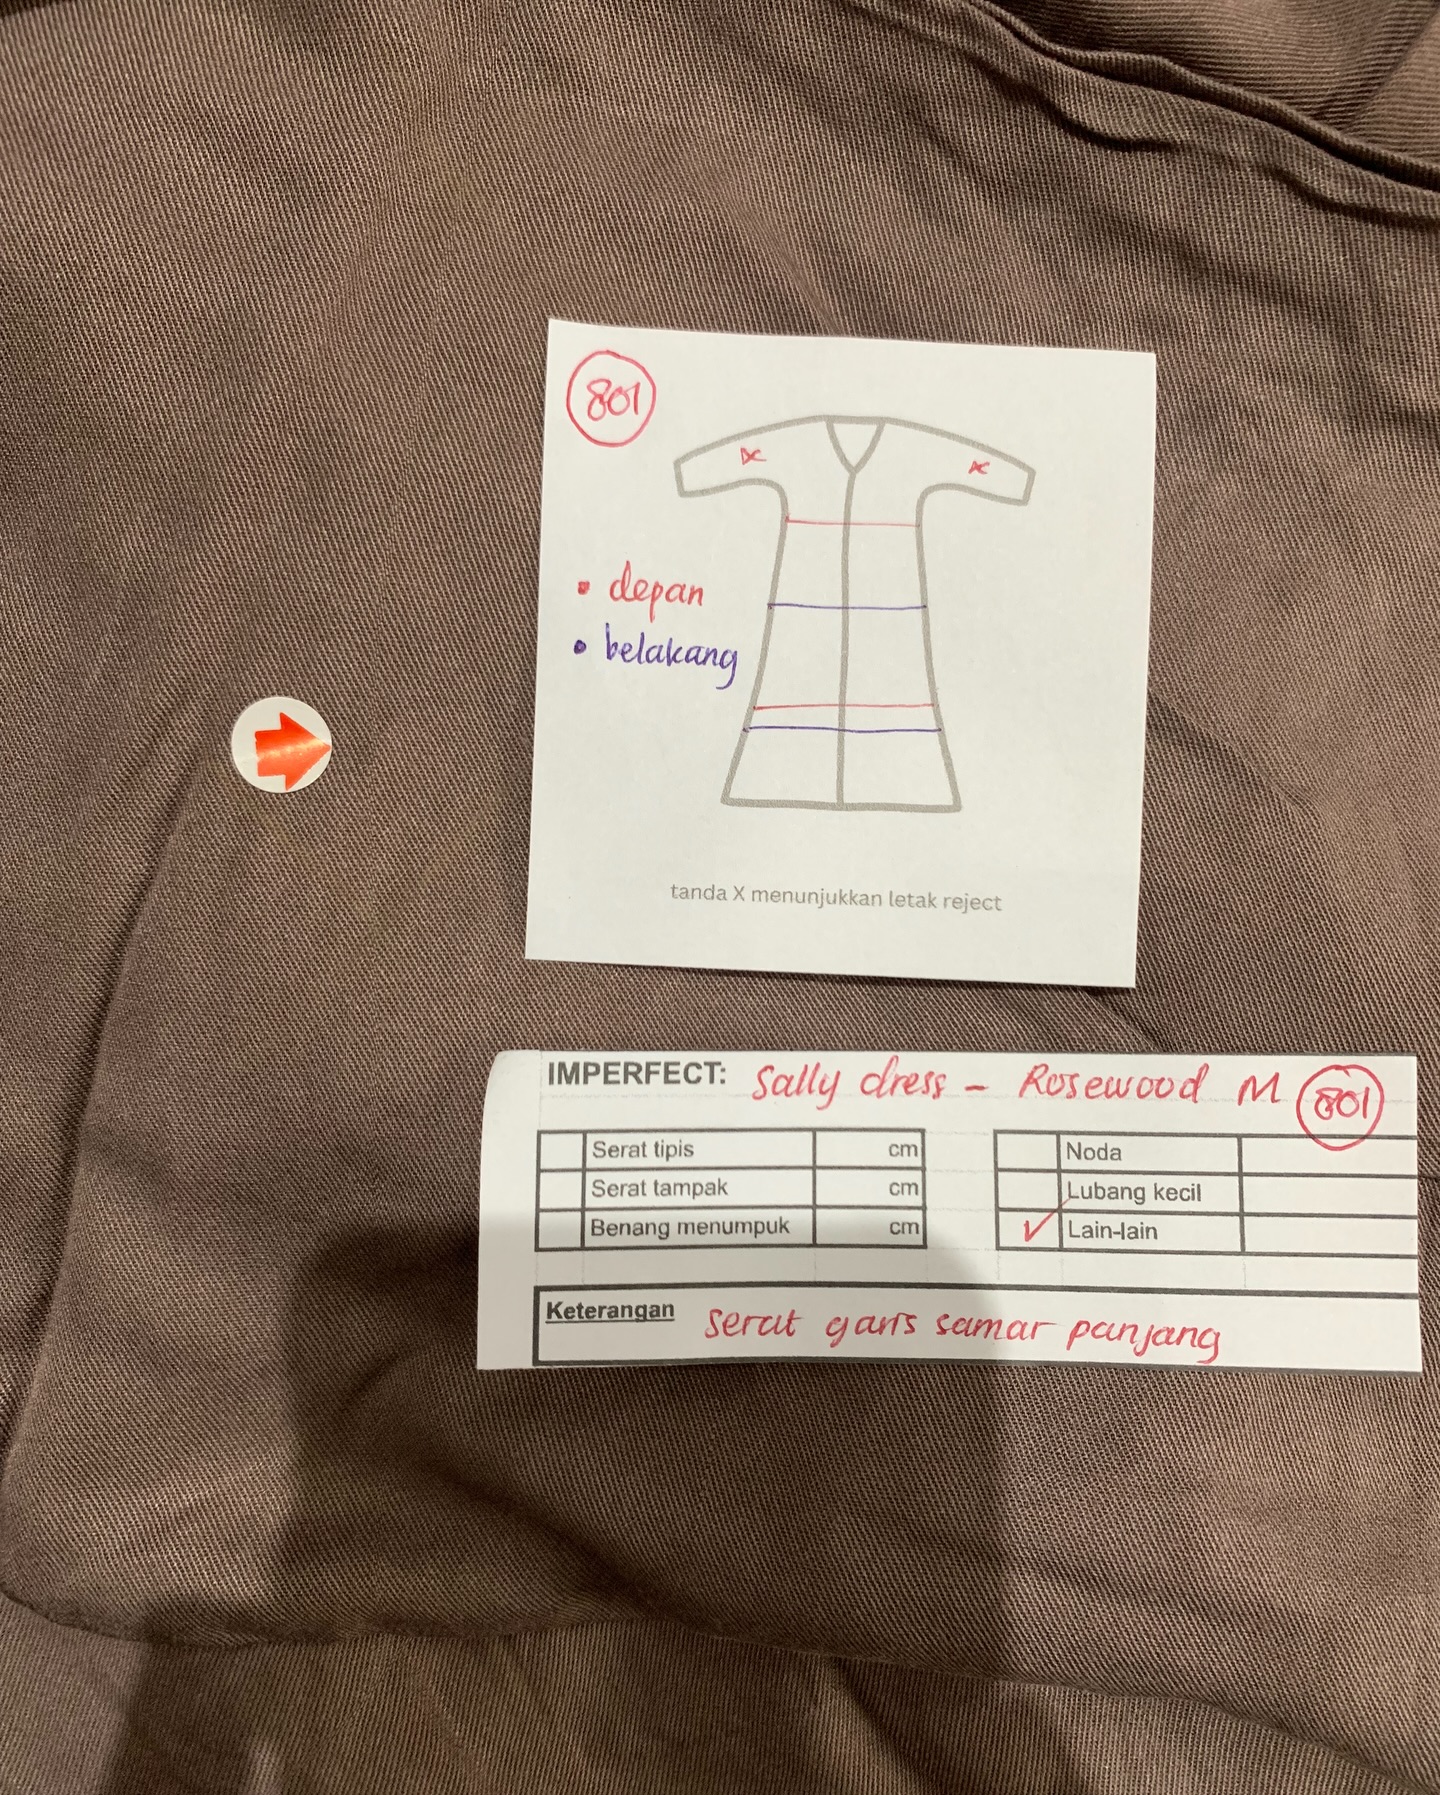 801
• depan
• belakang
tanda X menunjukkan letak reject
IMPERFECT: Sally dress - Rosewood M 801
Serat tipis cm Noda
Serat tampak cm Lubang kecil
Benang menumpuk cm ✓ Lain-lain
Keterangan serat garis samar panjang